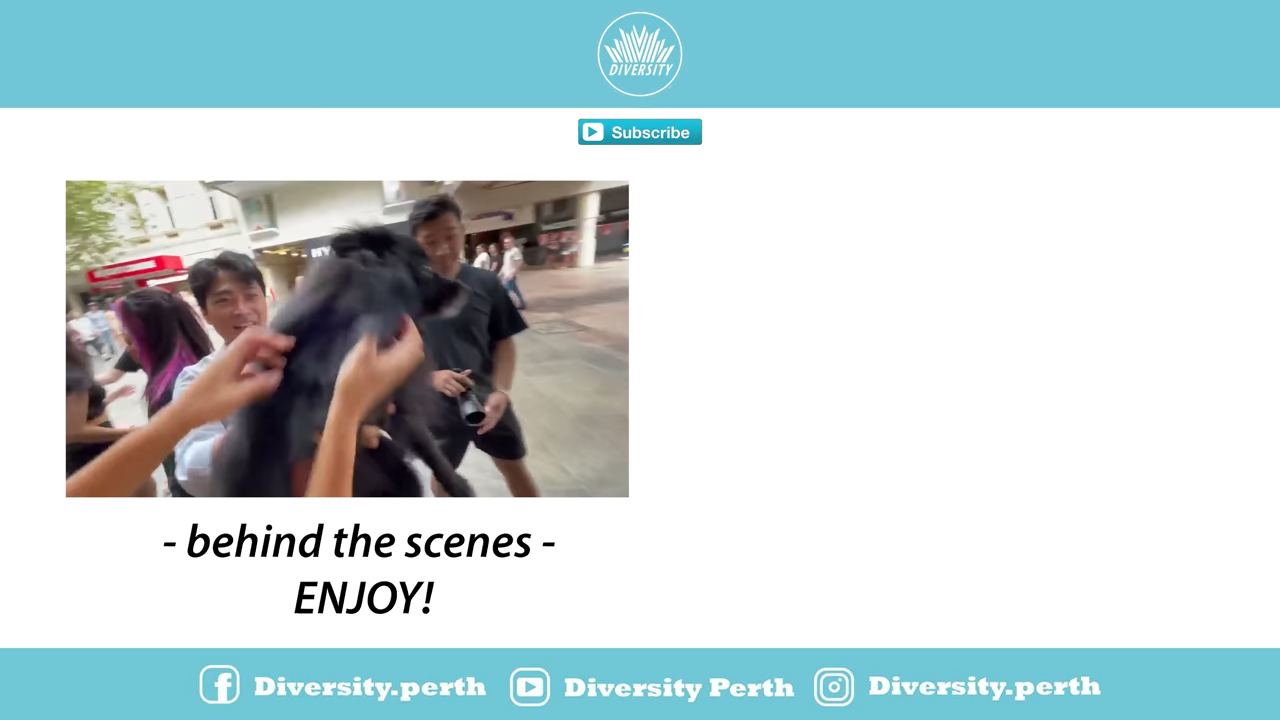 DIVERSITY
Subscribe
- behind the scenes -
ENJOY!
Diversity.perth
Diversity Perth
Diversity.perth